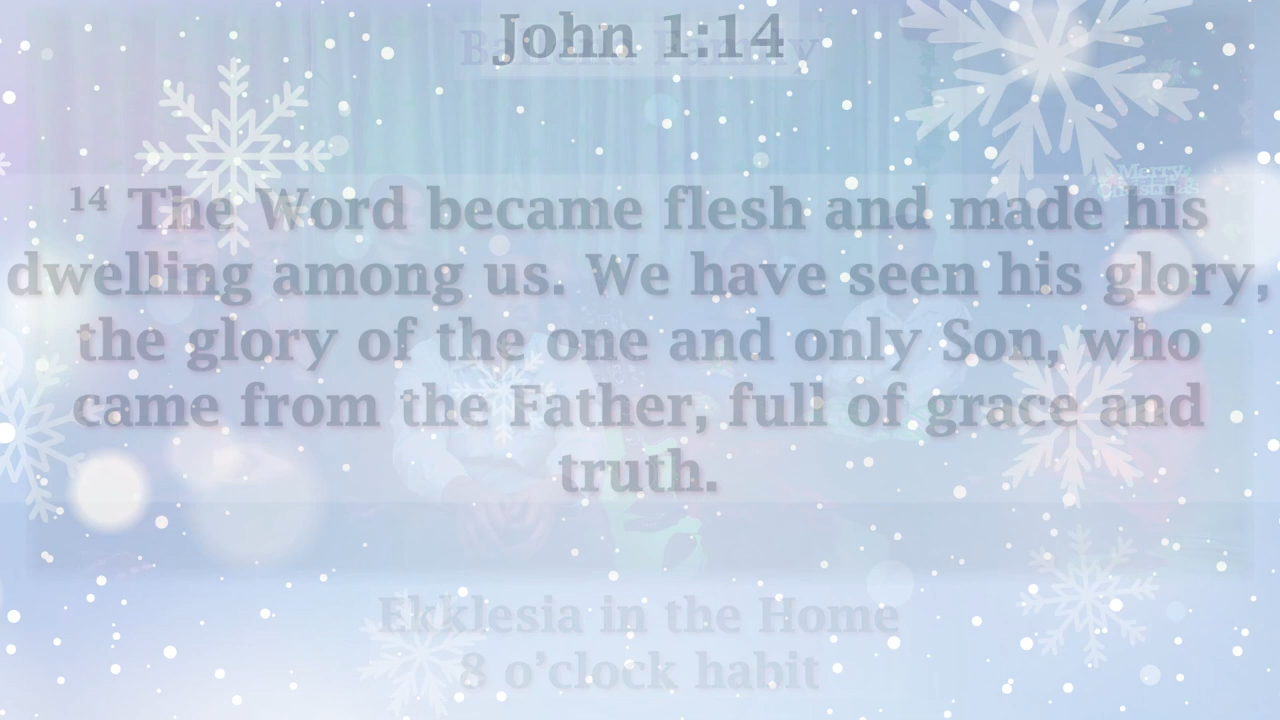 John 1:14
Merry
Christmas
14 The Word became flesh and made his
dwelling among us. We have seen his glory,
the glory of the one and only Son, who
came from the Father, full of grace and
truth.
Ekklesia in the Home
8 o’clock habit